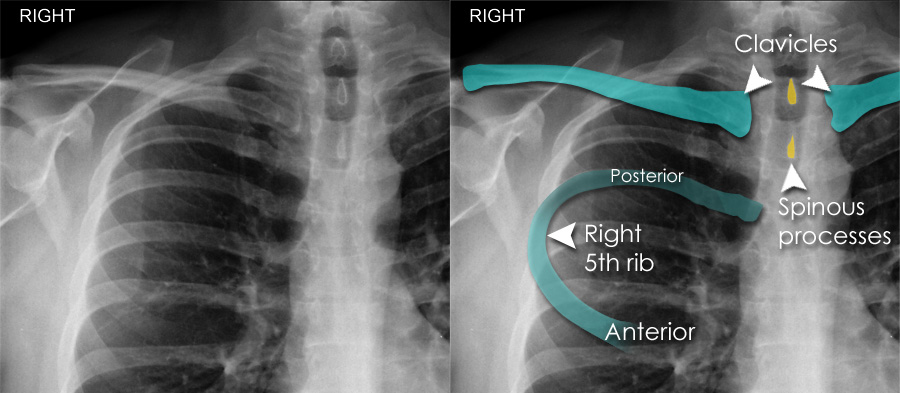 RIGHT
RIGHT
Clavicles
Posterior
Spinous
processes
Right
5th rib
Anterior